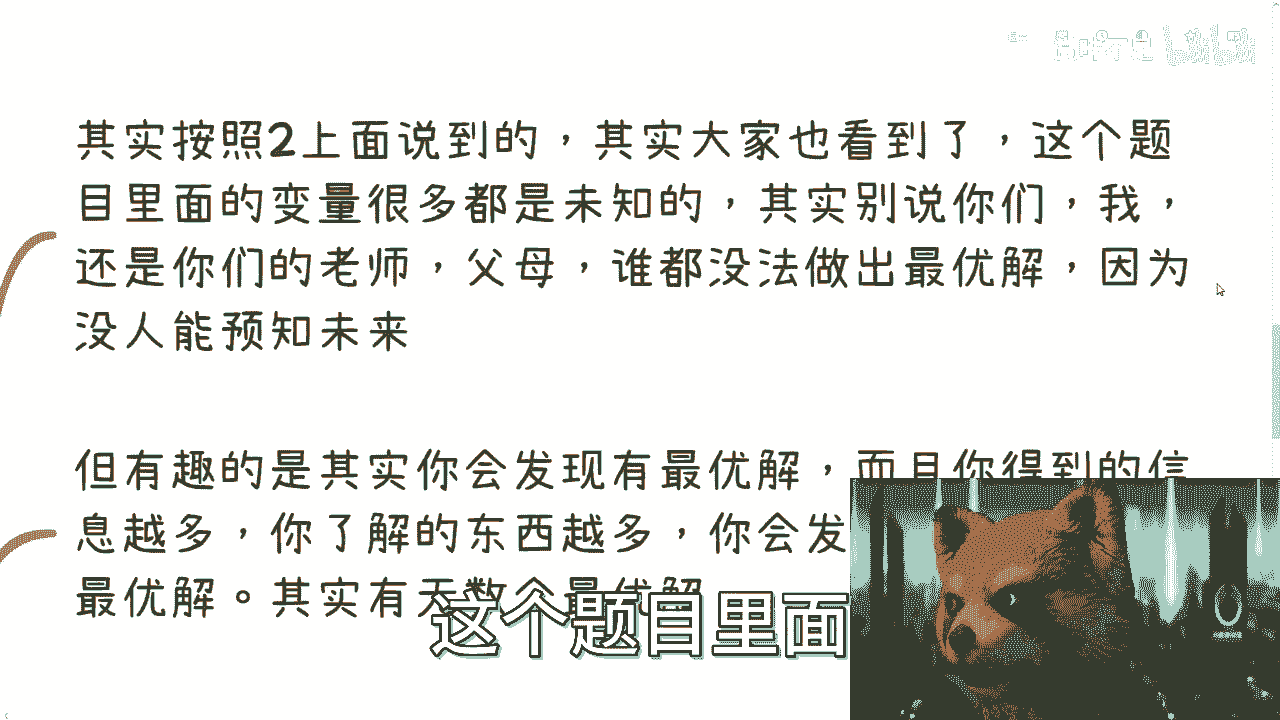 其实按照2上面说到的，其实大家也看到了，这个题
目里面的变量很多都是未知的，其实别说你们，我，
还是你们的老师，父母，谁都没法做出最优解，因为
没人能预知未来
但有趣的是其实你会发现有最优解，而且你得到的信
息越多，你了解的东西越多，你会发
最优解。其实有无数个最优解
这个题目里面